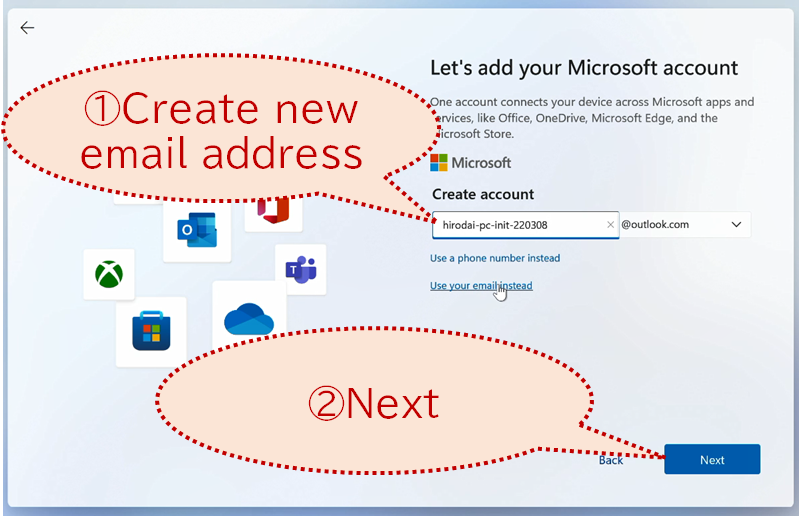 Let's add your Microsoft account
①Create new
email address
One account connects your device across Microsoft apps and
ervices, like Office, OneDrive, Microsoft Edge, and the
icrosoft Store.
Microsoft
Create account
hirodai-pc-init-220308 @outlook.com
Use a phone number instead
Use your email instead
②Next
Back Next